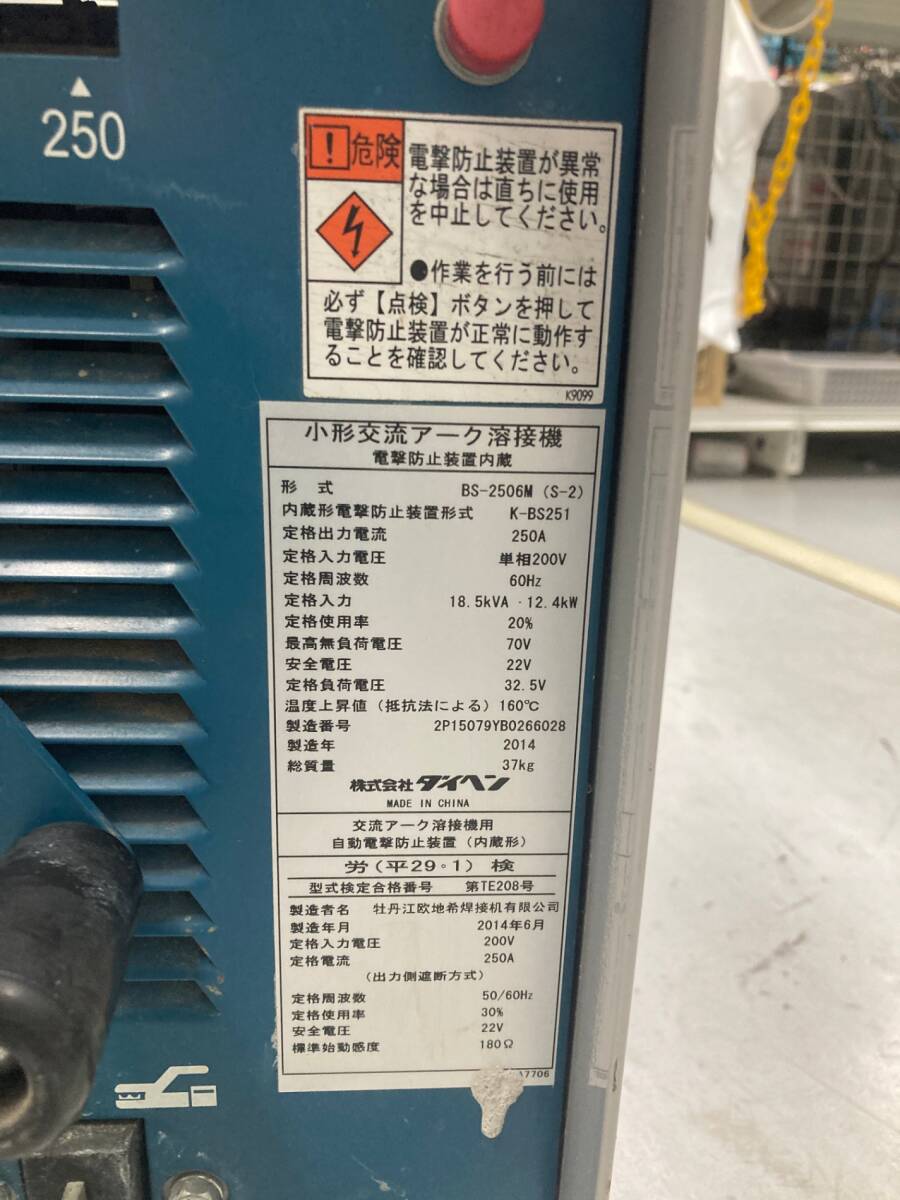 250
危険
電撃防止装置が異常
な場合は直ちに使用
を中止してください。
●作業を行う前には
必ず【点検】ボタンを押して
電撃防止装置が正常に動作す
ることを確認してください。
K9099
小形交流アーク溶接機
電撃防止装置内蔵
形 式 BS-2506M (S-2)
内蔵形電撃防止装置形式 K-BS251
定格出力電流 250A
定格入力電圧 単相200V
定格周波数 60Hz
定格入力 18.5kVA・12.4kW
定格使用率 20%
最高無負荷電圧 70V
安全電圧 22V
定格負荷電圧 32.5V
温度上昇値(抵抗法による) 160℃
製造番号 2P15079YB0266028
製造年 2014
総質量 37kg
株式会社ダイヘン
MADE IN CHINA
交流アーク溶接機用
自動電撃防止装置(内蔵形)
労(平29・1)検
型式検定合格番号 第TE208号
製造者名 牡丹江欧地希焊接机有限公司
製造年月 2014年6月
定格入力電圧 200V
定格電流 250A
(出力側遮断方式)
定格周波数 50/60Hz
定格使用率 30%
安全電圧 22V
標準始動感度 180Ω